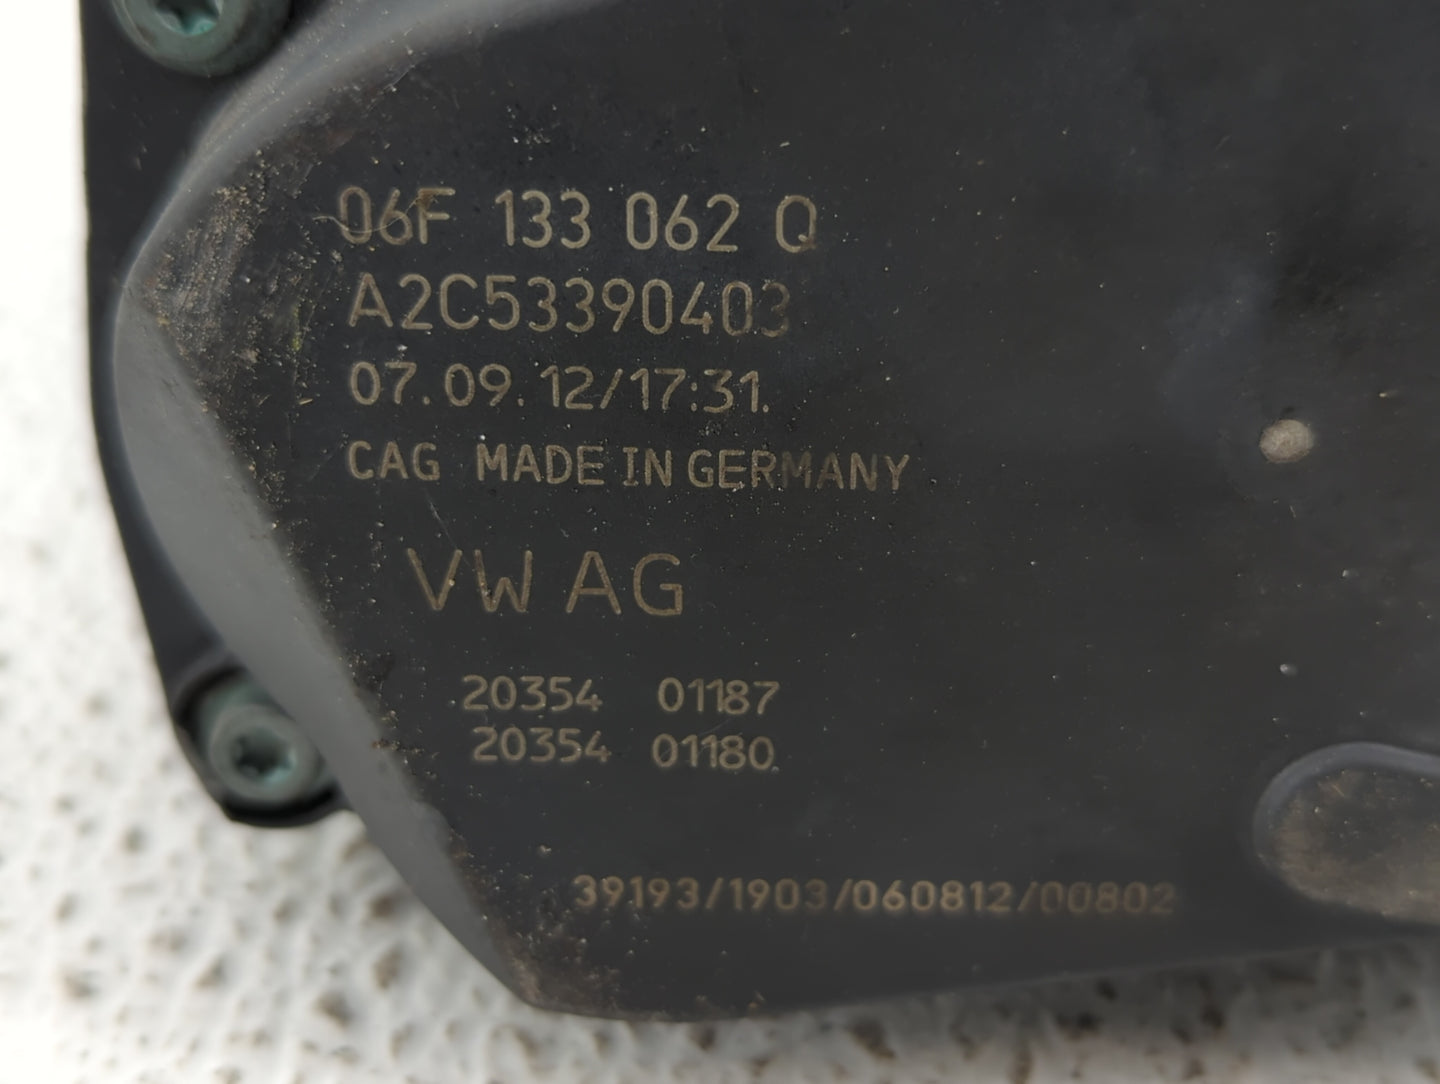 06F 133 062 Q
A2C53390403
07.09.12/17:31.
CAG MADE IN GERMANY
VW AG
20354 01187
20354 01180
39193/1903/060812/00802